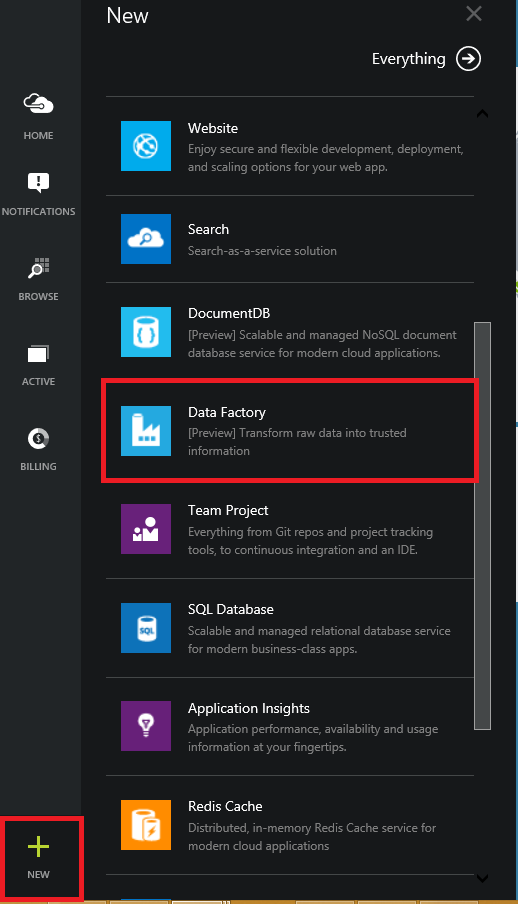 New
Everything
HOME
NOTIFICATIONS
BROWSE
ACTIVE
BILLING
NEW
Website
Enjoy secure and flexible development, deployment,
and scaling options for your web app.
Search
Search-as-a-service solution
DocumentDB
[Preview] Scalable and managed NoSQL document
database service for modern cloud applications.
Data Factory
[Preview] Transform raw data into trusted
information
Team Project
Everything from Git repos and project tracking
tools, to continuous integration and an IDE.
SQL
SQL Database
Scalable and managed relational database service
for modern business-class apps.
Application Insights
Application performance, availability and usage
information at your fingertips.
Redis Cache
Distributed, in-memory Redis Cache service for
modern cloud applications